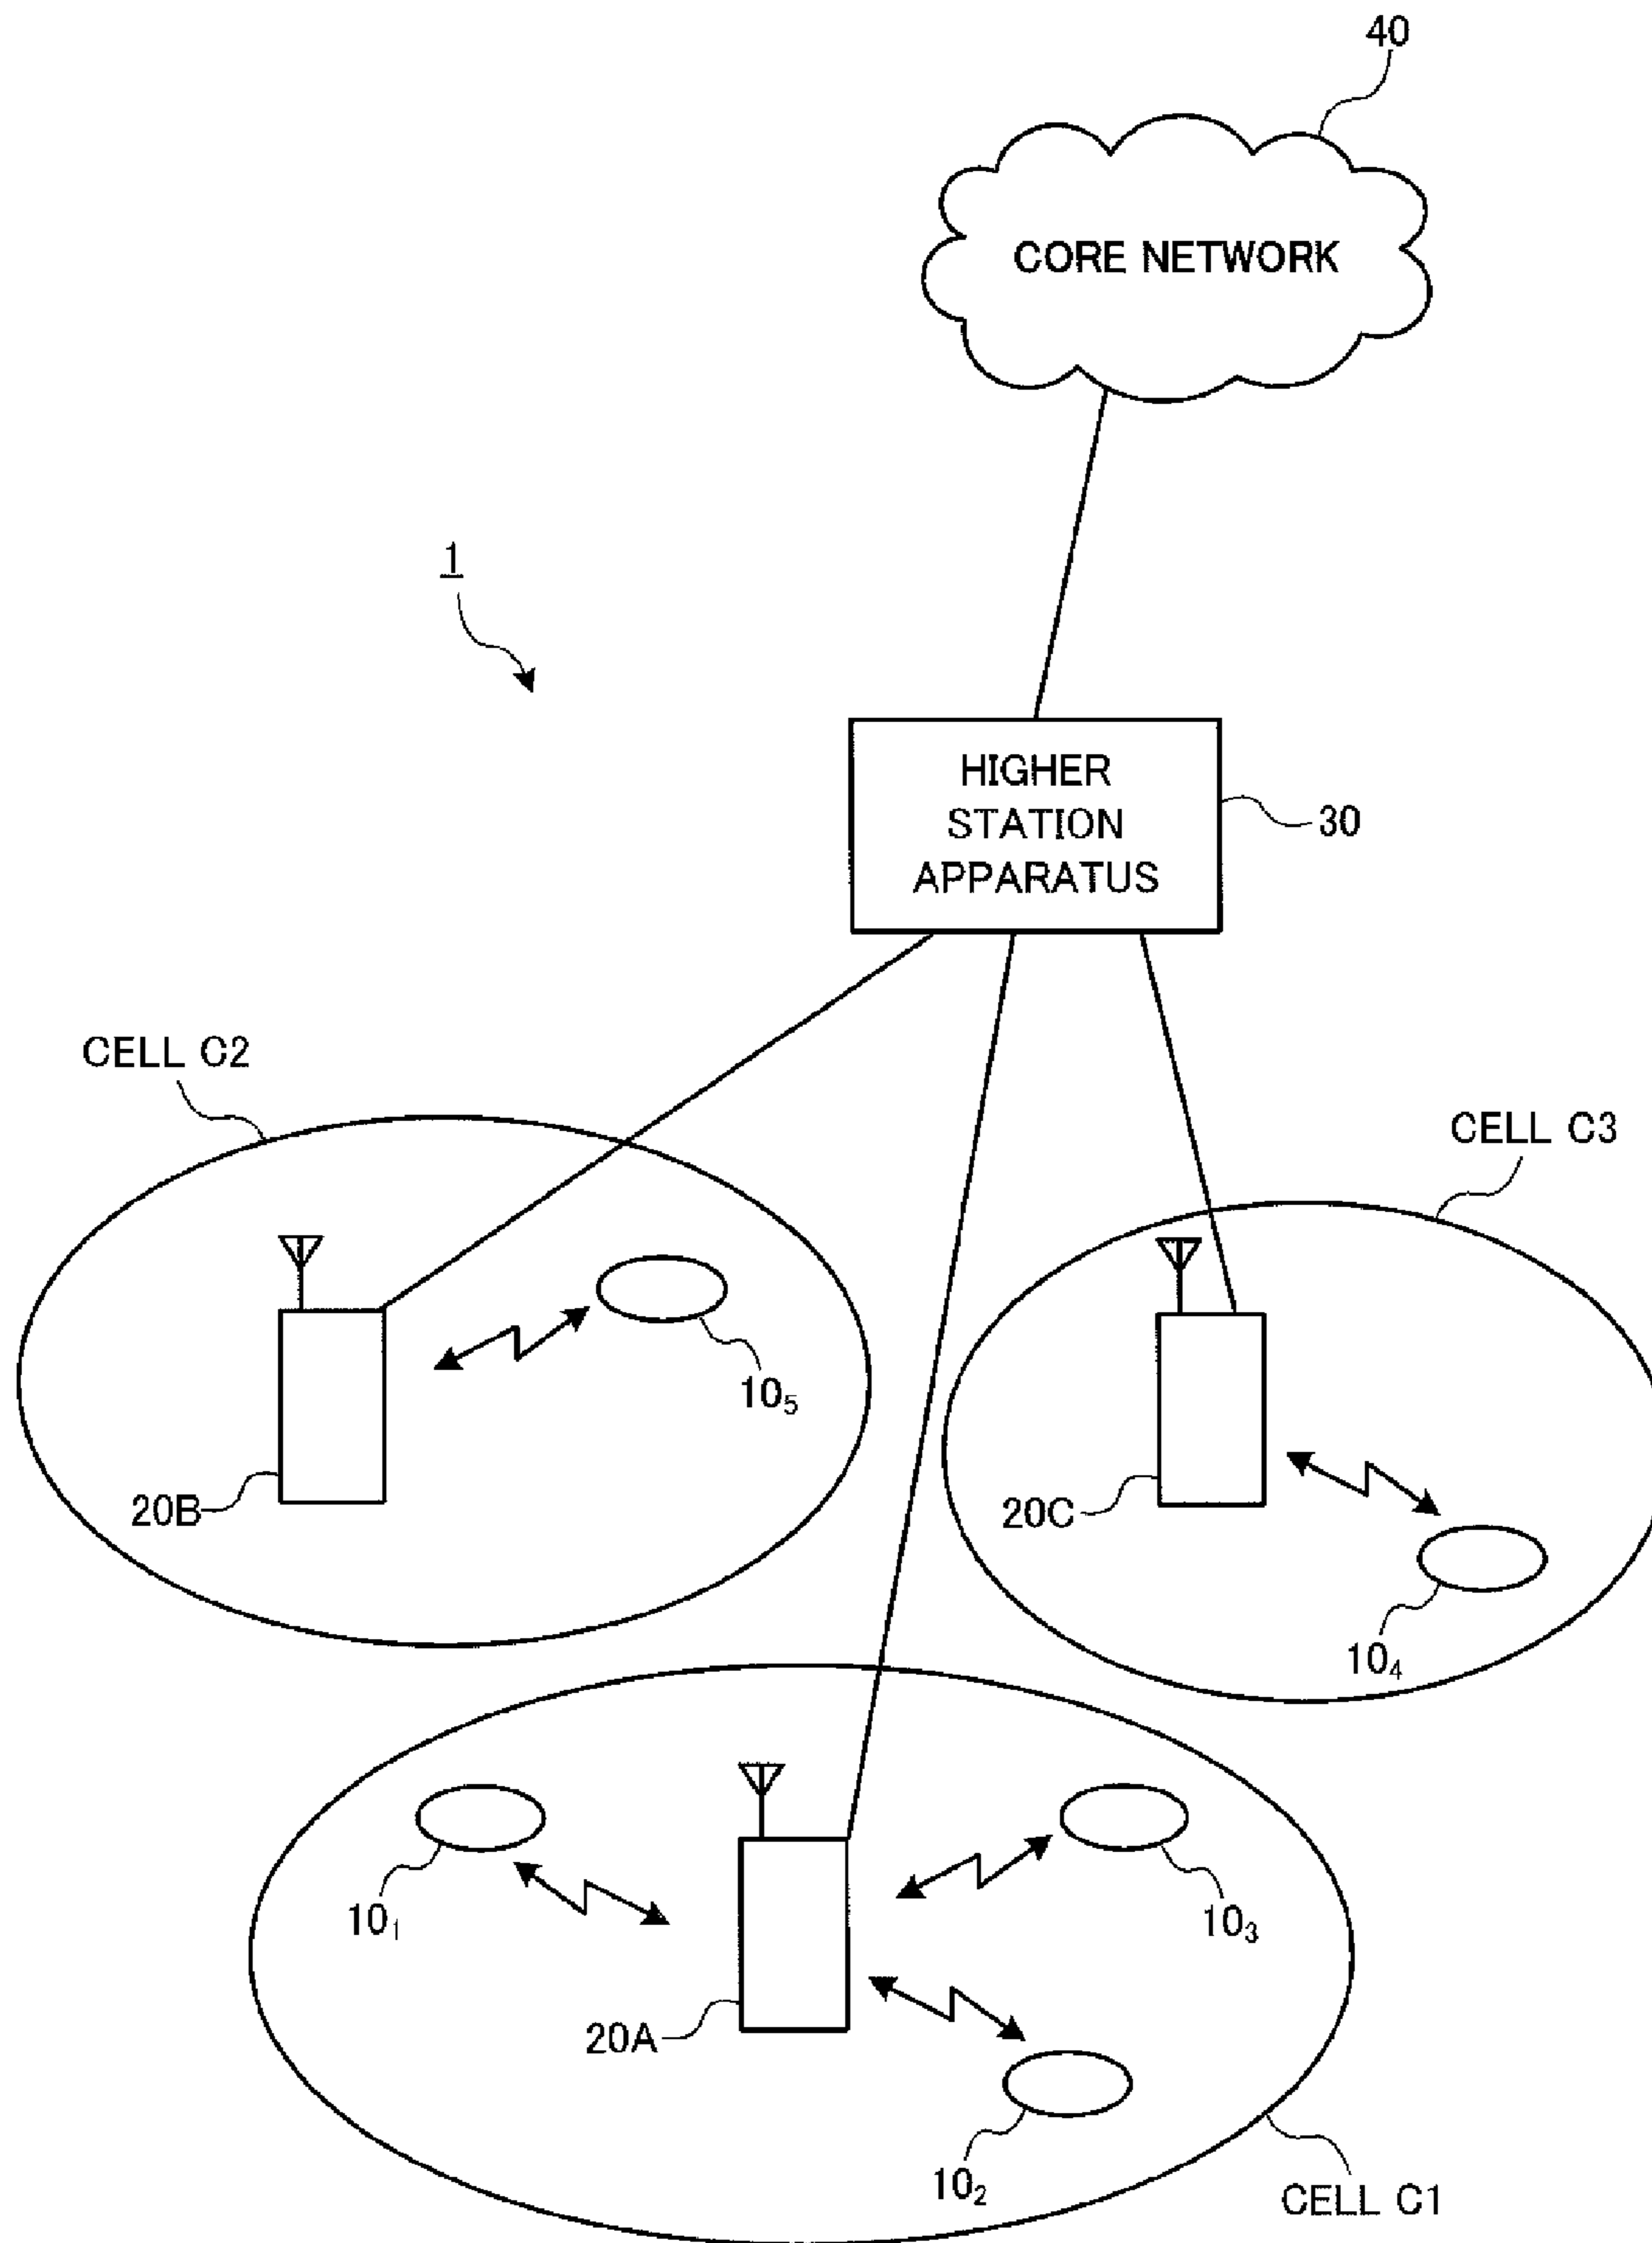 40
CORE NETWORK
1
HIGHER
STATION
APPARATUS
30
CELL C2
CELL C3
10₅
20B
20C
10₄
10₁
10₃
20A
10₂
CELL C1